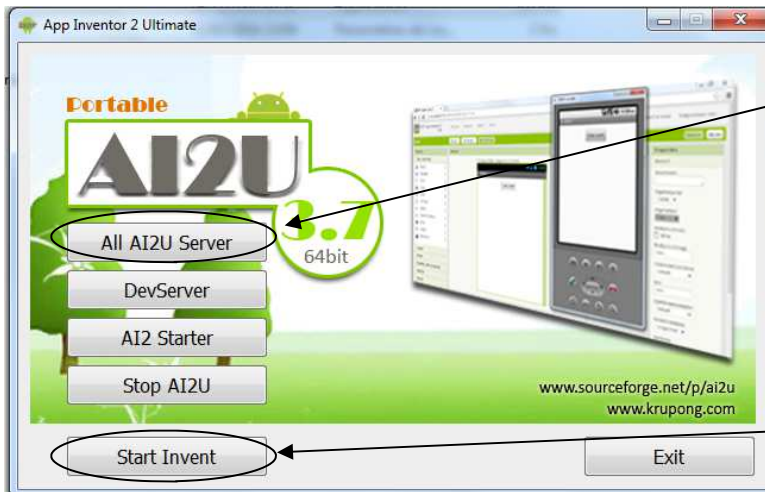 App Inventor 2 Ultimate
Portable
AI2U
3.7
64bit
All AI2U Server
DevServer
AI2 Starter
Stop AI2U
www.sourceforge.net/p/ai2u
www.krupong.com
Start Invent
Exit